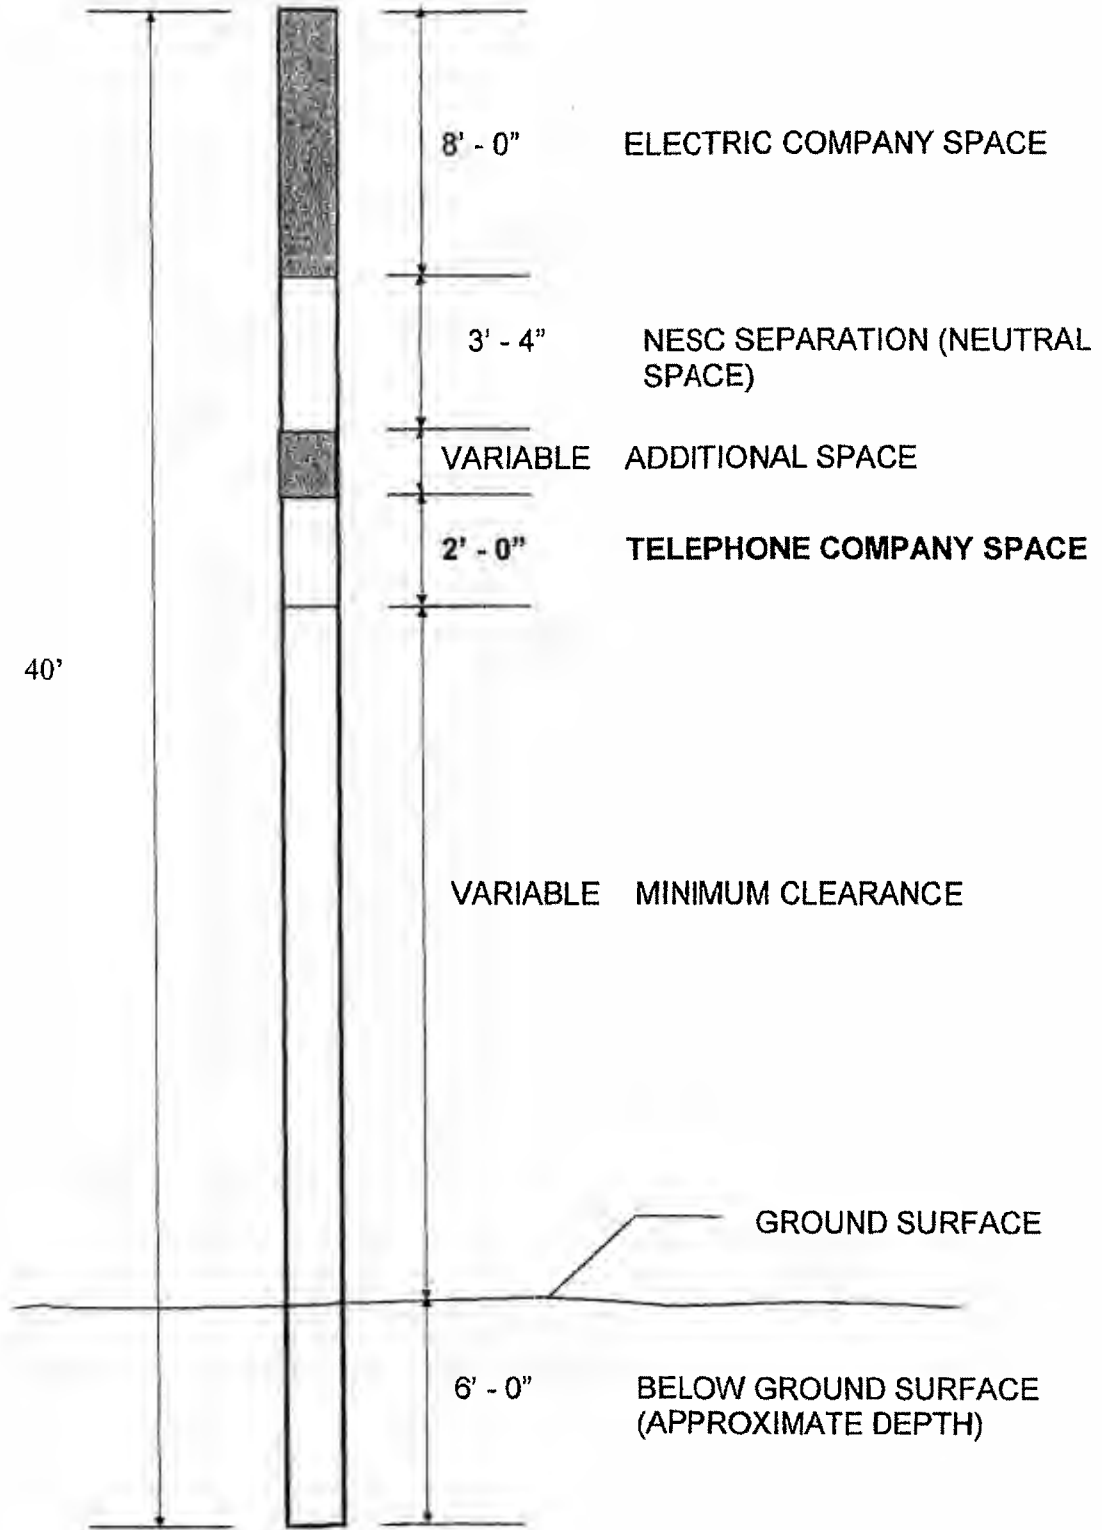 8' - 0” ELECTRIC COMPANY SPACE
3' - 4” NESC SEPARATION (NEUTRAL
SPACE)
VARIABLE ADDITIONAL SPACE
2' - 0” TELEPHONE COMPANY SPACE
40’
VARIABLE MINIMUM CLEARANCE
GROUND SURFACE
6' - 0” BELOW GROUND SURFACE
(APPROXIMATE DEPTH)